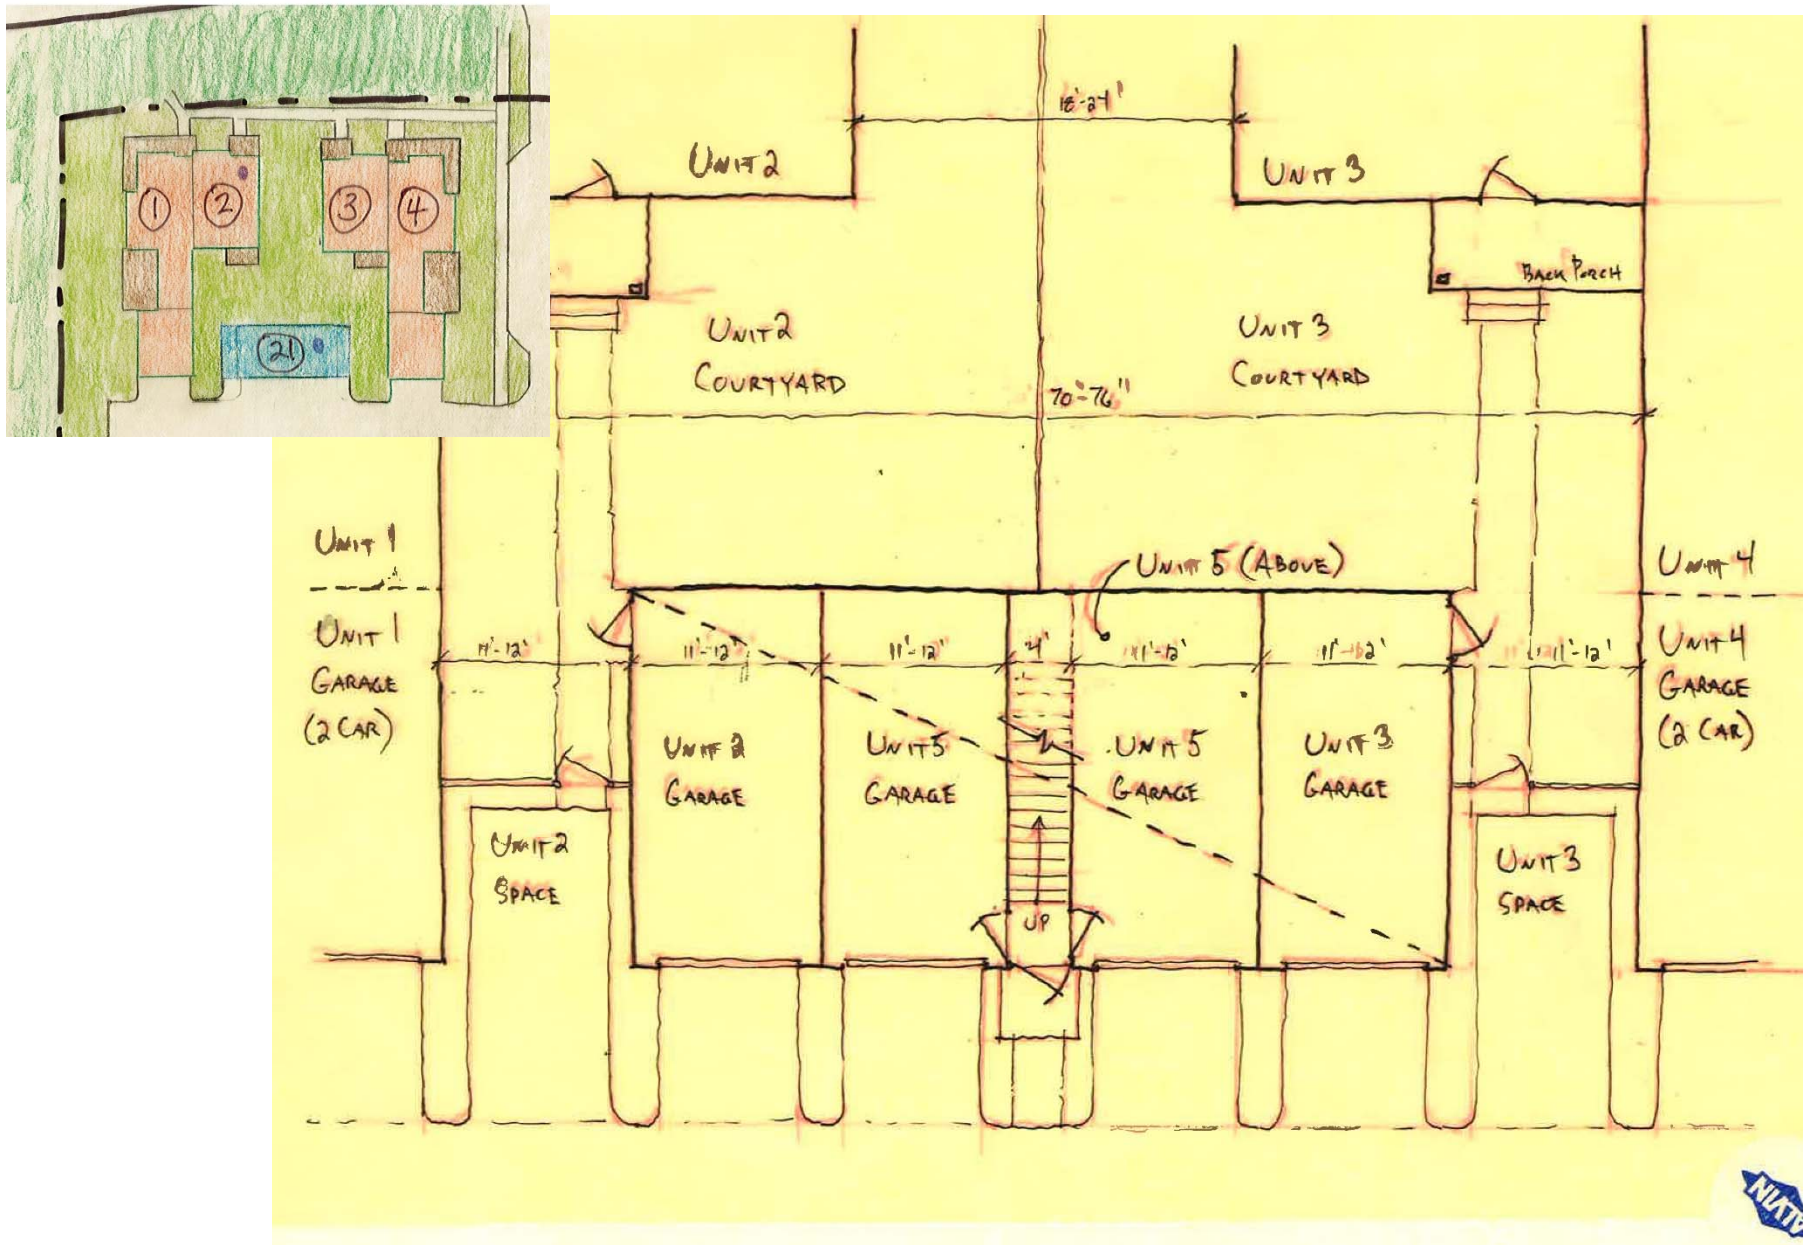 1
2
3
4
21
18'-24'
UNIT 2
UNIT 3
BACK PORCH
UNIT 2
COURTYARD
UNIT 3
COURTYARD
70'-76'
UNIT 1
UNIT 5 (ABOVE)
UNIT 4
UNIT 1
GARAGE
(2 CAR)
11'-12'
11'-12'
4'
11'-12'
11'-12'
11'-12'
UNIT 4
GARAGE
(2 CAR)
UNIT 2
GARAGE
UNIT 5
GARAGE
UNIT 5
GARAGE
UNIT 3
GARAGE
UNIT 2
SPACE
UNIT 3
SPACE
UP
ALVIN